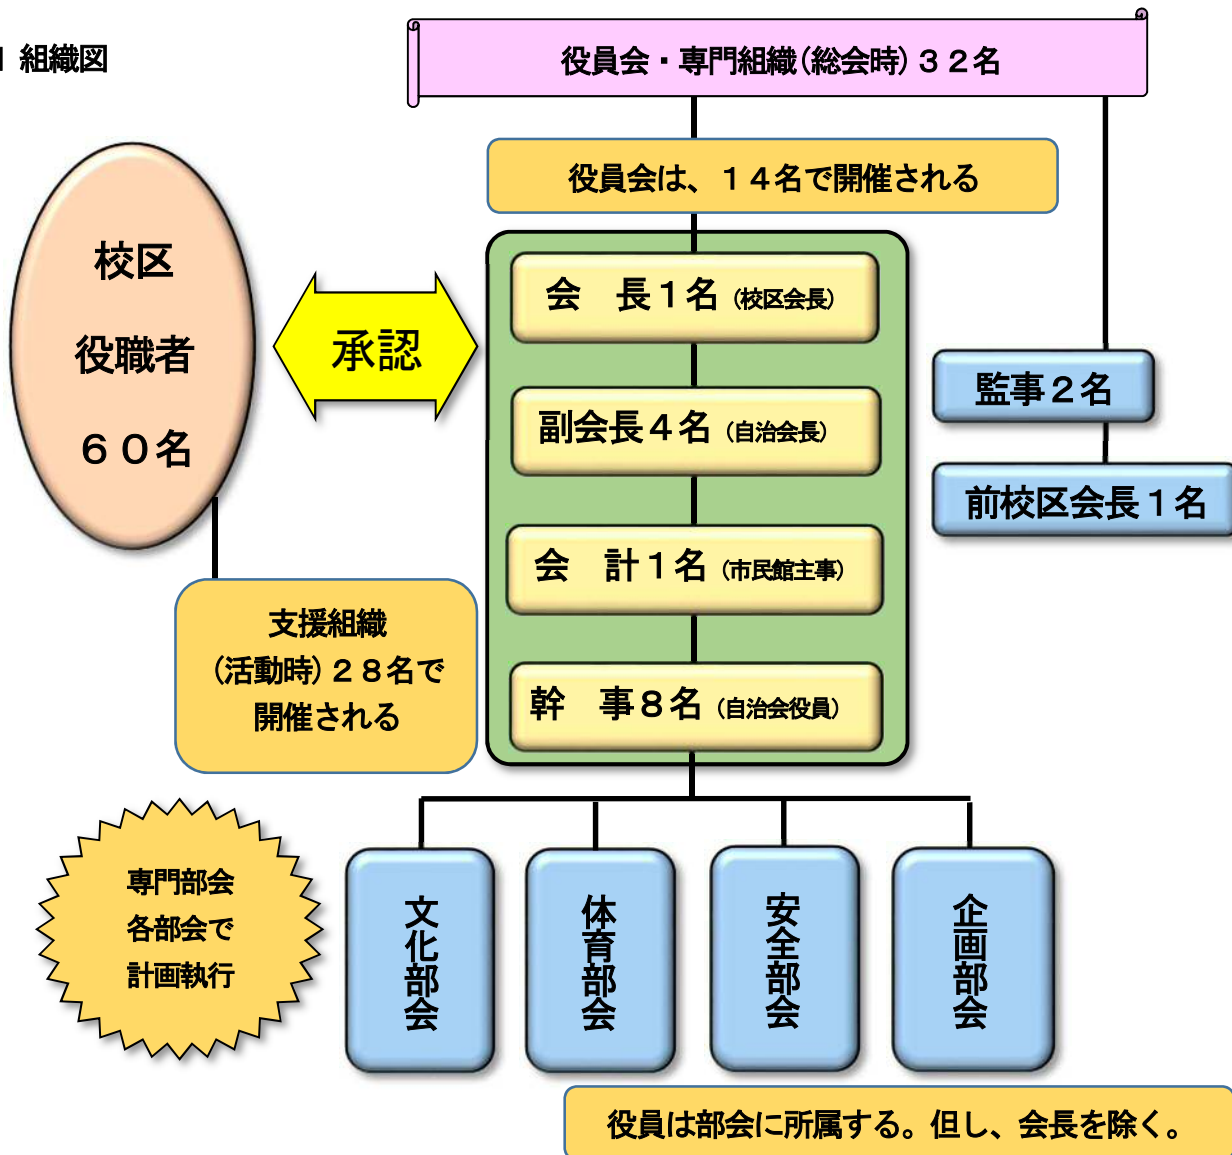 組織図
役員会・専門組織(総会時)３２名
役員会は、１４名で開催される
校区
役職者
６０名
承認
会　長１名（校区会長）
副会長４名（自治会長）
会　計１名（市民館主事）
幹　事８名（自治会役員）
監事２名
前校区会長１名
支援組織
(活動時)２８名で
開催される
専門部会
各部会で
計画執行
文化部会
体育部会
安全部会
企画部会
役員は部会に所属する。但し、会長を除く。